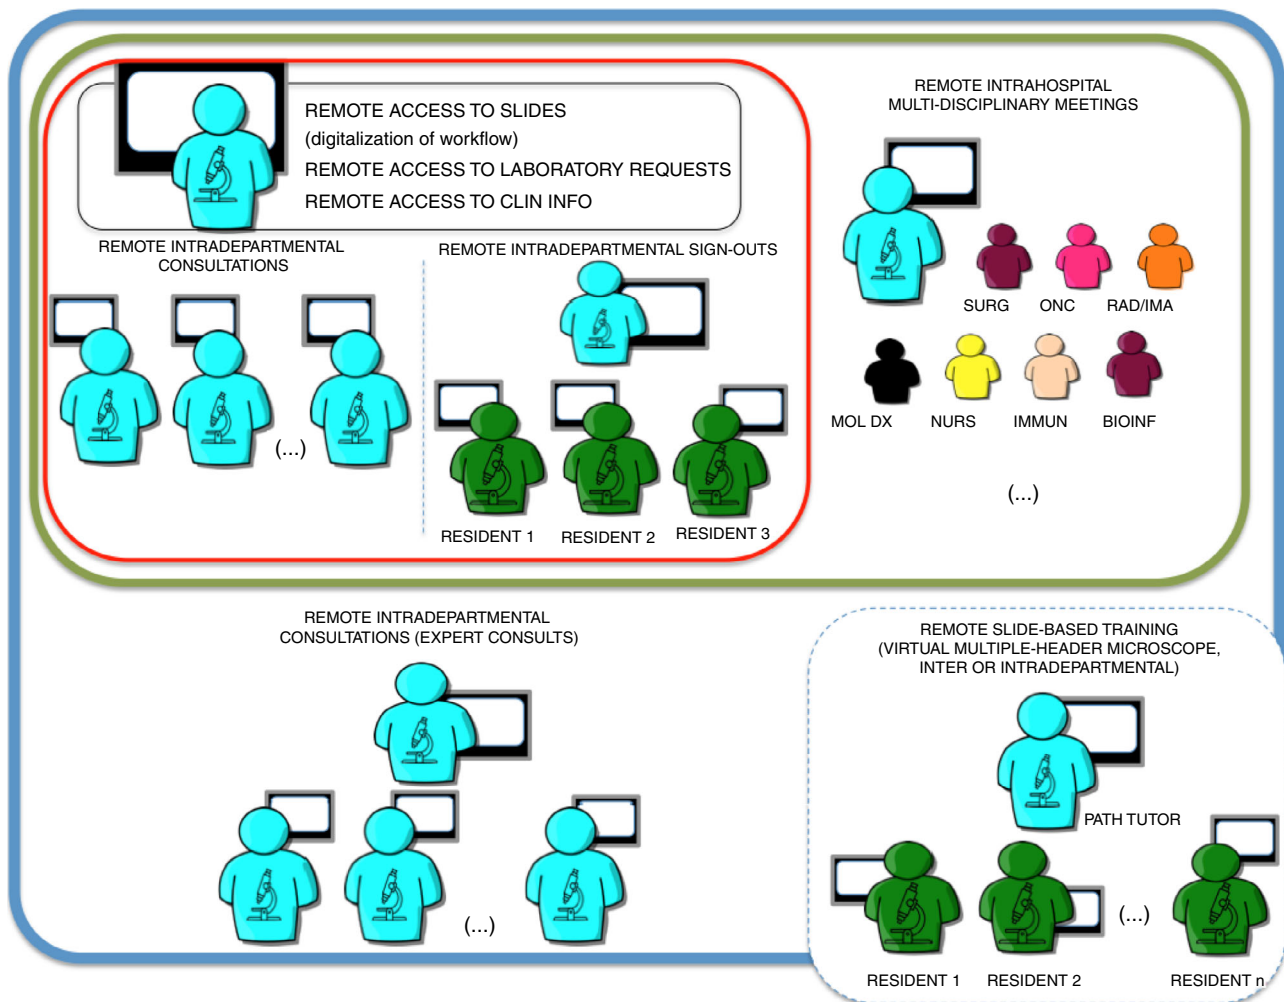 REMOTE ACCESS TO SLIDES
(digitalization of workflow)
REMOTE ACCESS TO LABORATORY REQUESTS
REMOTE ACCESS TO CLIN INFO
REMOTE INTRADEPARTMENTAL
CONSULTATIONS
(...)
REMOTE INTRADEPARTMENTAL SIGN-OUTS
RESIDENT 1
RESIDENT 2
RESIDENT 3
REMOTE INTRAHOSPITAL
MULTI-DISCIPLINARY MEETINGS
SURG
ONC
RAD/IMA
MOL DX
NURS
IMMUN
BIOINF
(...)
REMOTE INTRADEPARTMENTAL
CONSULTATIONS (EXPERT CONSULTS)
(...)
REMOTE SLIDE-BASED TRAINING
(VIRTUAL MULTIPLE-HEADER MICROSCOPE,
INTER OR INTRADEPARTMENTAL)
PATH TUTOR
(...)
RESIDENT 1
RESIDENT 2
RESIDENT n